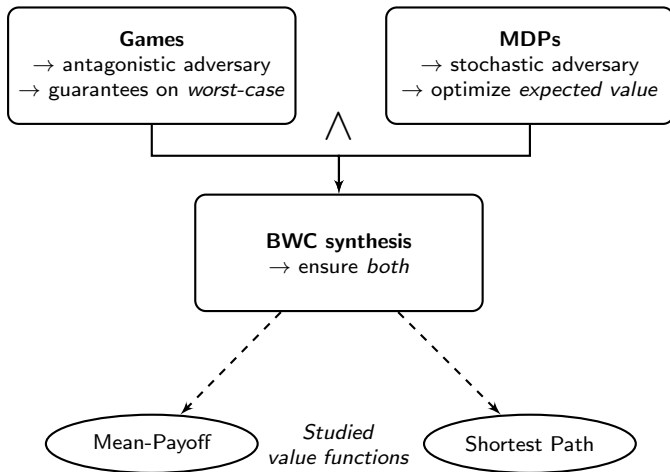 Games
→ antagonistic adversary
→ guarantees on worst-case
MDPs
→ stochastic adversary
→ optimize expected value
∧
BWC synthesis
→ ensure both
Mean-Payoff
Studied
value functions
Shortest Path